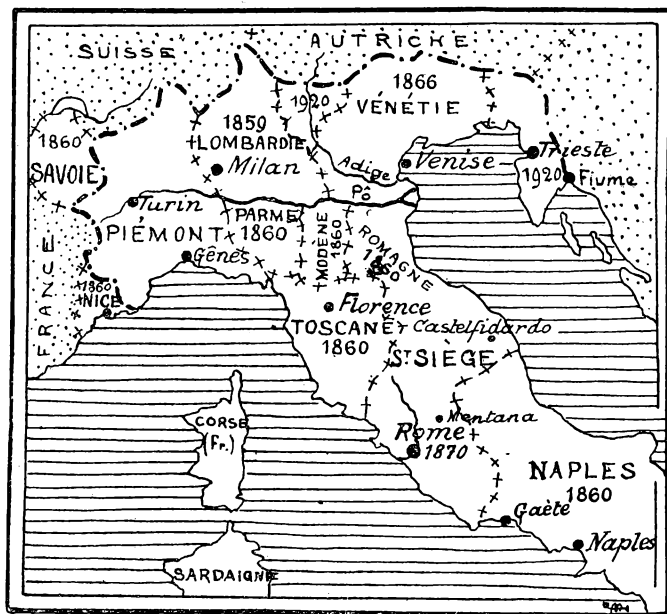 SUISSE
AUTRICHE
1866
VÉNÉTIE
1920
1859
LOMBARDIE
Milan
1860
SAVOIE
Adige
Venise
Trieste
1920
Fiume
Pô
Turin
PIÉMONT
PARME
1860
MODÈNE
1860
ROMAGNE
1860
Gênes
FRANCE
1860
NICE
Florence
TOSCANE
1860
Castelfidardo
St SIÈGE
CORSE
(Fr.)
Mentana
Rome
1870
NAPLES
1860
Gaète
Naples
SARDAIGNE